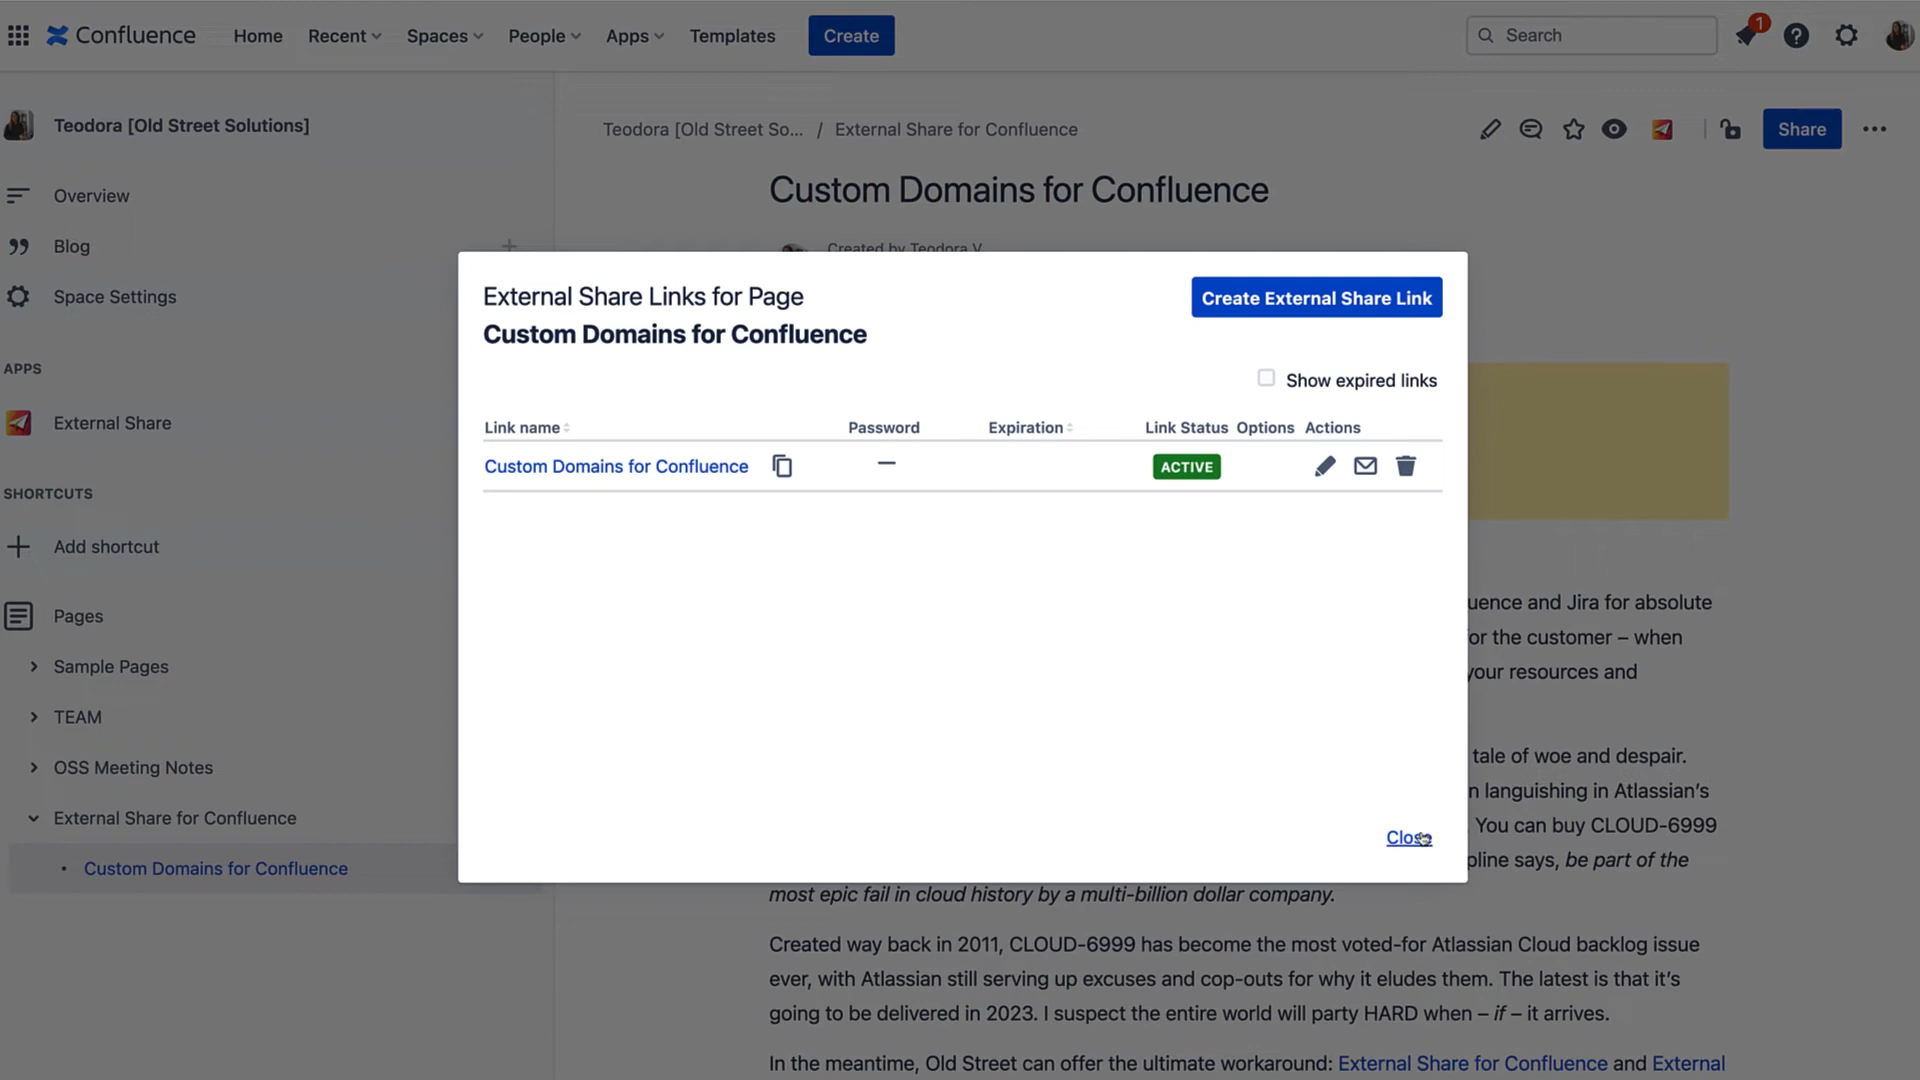 Confluence Home Recent Spaces People Apps Templates Create Search 1
Teodora [Old Street Solutions]
Overview
Blog
Space Settings
APPS
External Share
SHORTCUTS
Add shortcut
Pages
Sample Pages
TEAM
OSS Meeting Notes
External Share for Confluence
Custom Domains for Confluence
Teodora [Old Street So... / External Share for Confluence
Share
Custom Domains for Confluence
Created by Teodora V
External Share Links for Page
Custom Domains for Confluence
Create External Share Link
Show expired links
Link name Password Expiration Link Status Options Actions
Custom Domains for Confluence — ACTIVE
Close
and Jira for absolute
for the customer – when
your resources and
tale of woe and despair.
languishing in Atlassian's
You can buy CLOUD-6999
says, be part of the
most epic fail in cloud history by a multi-billion dollar company.
Created way back in 2011, CLOUD-6999 has become the most voted-for Atlassian Cloud backlog issue
ever, with Atlassian still serving up excuses and cop-outs for why it eludes them. The latest is that it's
going to be delivered in 2023. I suspect the entire world will party HARD when – if – it arrives.
In the meantime, Old Street can offer the ultimate workaround: External Share for Confluence and External